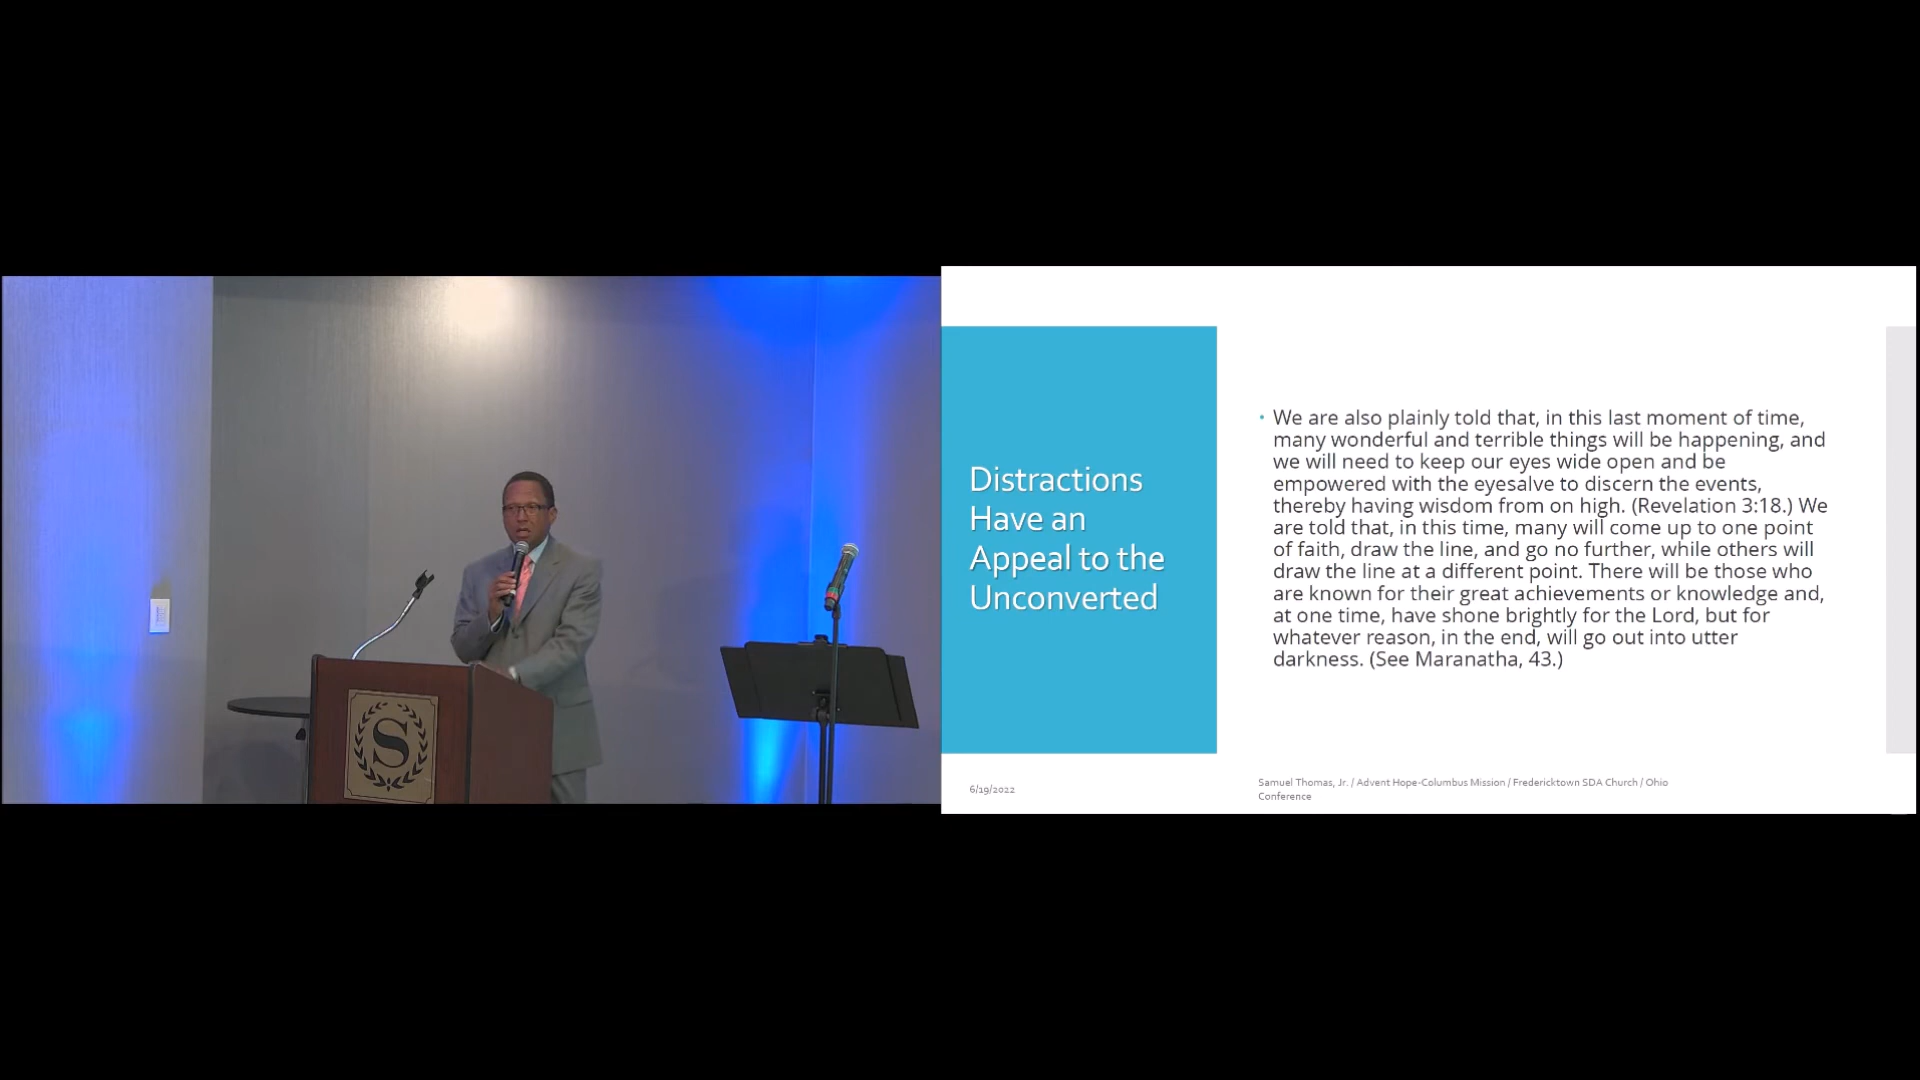 S
Distractions
Have an
Appeal to the
Unconverted
• We are also plainly told that, in this last moment of time,
many wonderful and terrible things will be happening, and
we will need to keep our eyes wide open and be
empowered with the eyesalve to discern the events,
thereby having wisdom from on high. (Revelation 3:18.) We
are told that, in this time, many will come up to one point
of faith, draw the line, and go no further, while others will
draw the line at a different point. There will be those who
are known for their great achievements or knowledge and,
at one time, have shone brightly for the Lord, but for
whatever reason, in the end, will go out into utter
darkness. (See Maranatha, 43.)
6/19/2022
Samuel Thomas, Jr. / Advent Hope-Columbus Mission / Fredericktown SDA Church / Ohio
Conference